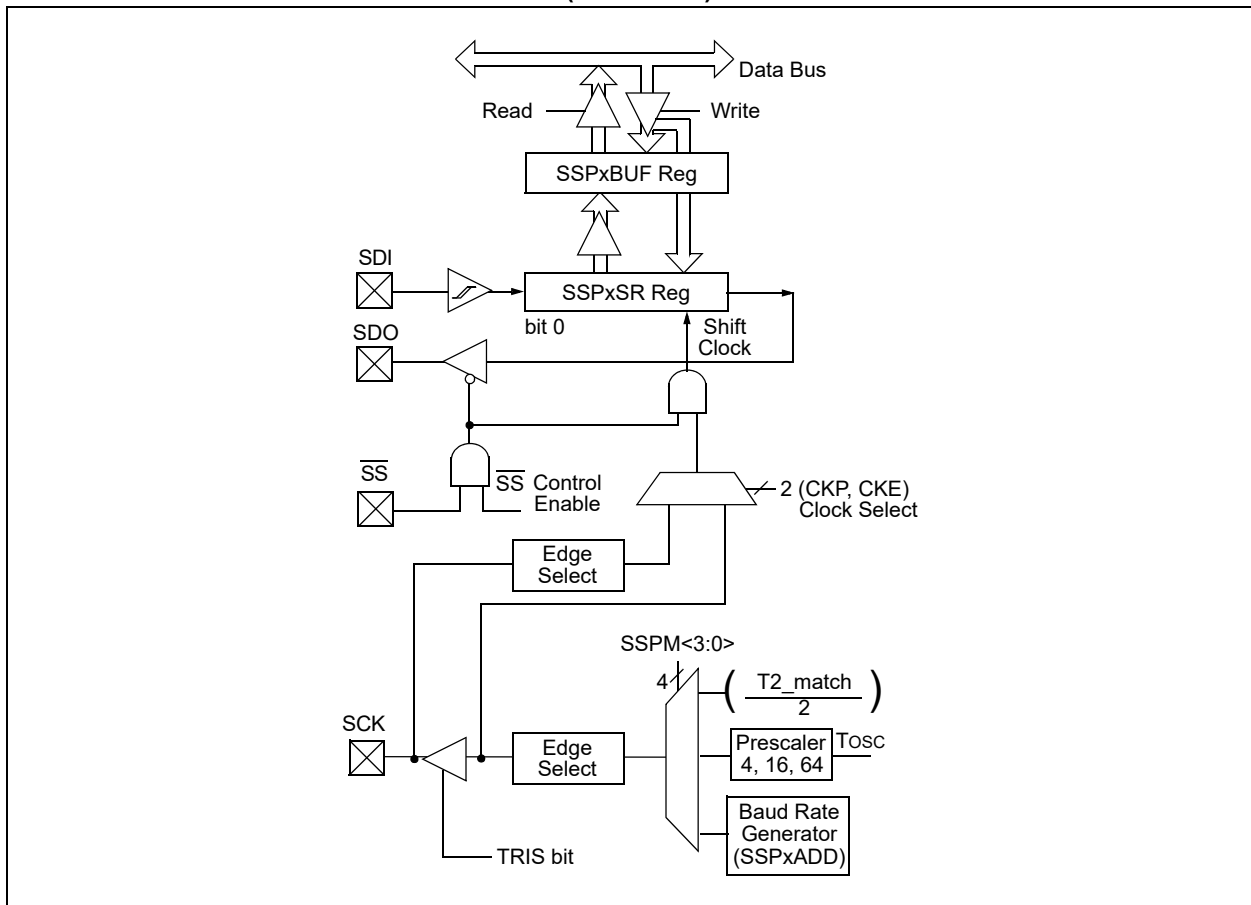 Data Bus
Read
Write
SSPxBUF Reg
SDI
SSPxSR Reg
bit 0
Shift
Clock
SDO
SS
SS Control
Enable
2 (CKP, CKE)
Clock Select
Edge
Select
SSPM<3:0>
4
( T2_match )
2
SCK
Edge
Select
Prescaler
4, 16, 64
TOSC
Baud Rate
Generator
(SSPxADD)
TRIS bit